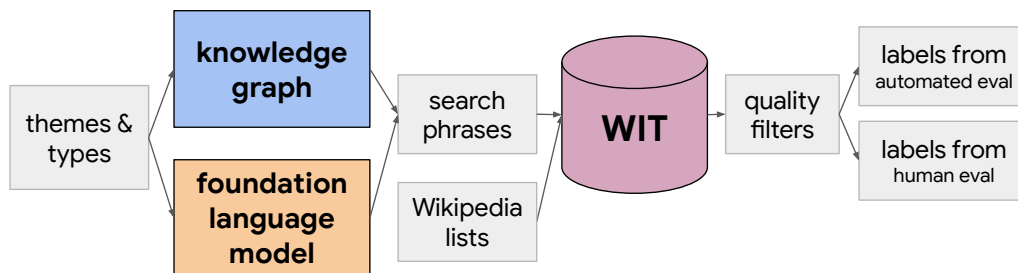 themes &
types
knowledge
graph
foundation
language
model
search
phrases
Wikipedia
lists
WIT
quality
filters
labels from
automated eval
labels from
human eval